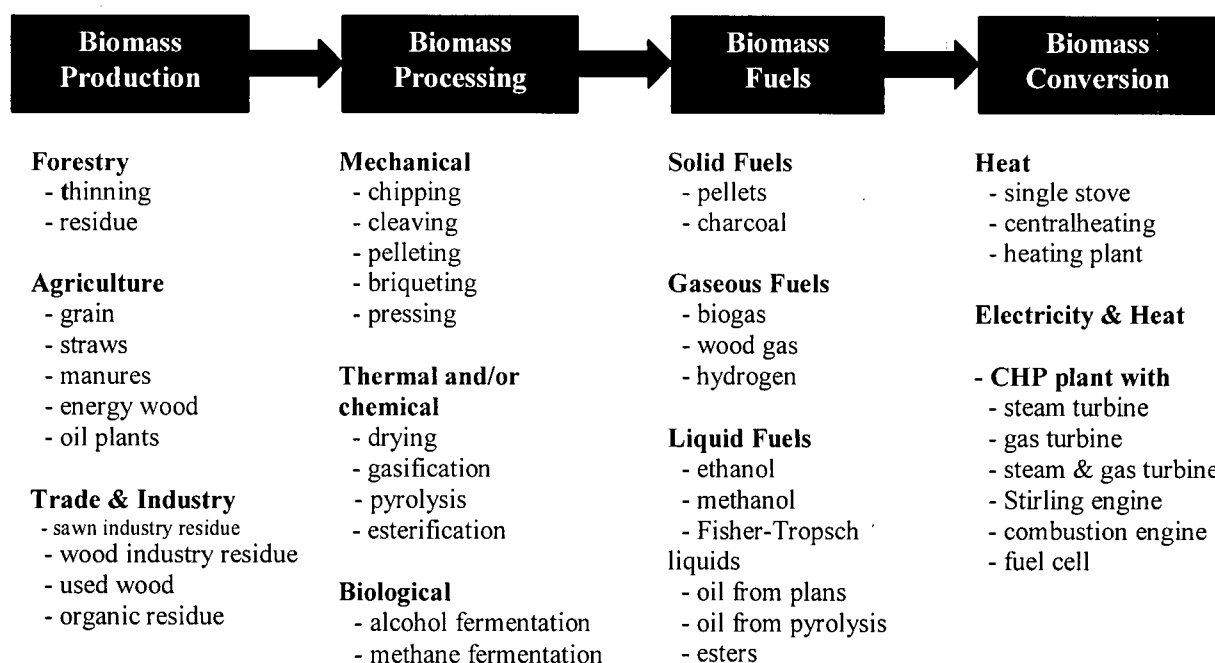 Biomass
Production
Biomass
Processing
Biomass
Fuels
Biomass
Conversion
Forestry
- thinning
- residue
Agriculture
- grain
- straws
- manures
- energy wood
- oil plants
Trade & Industry
- sawn industry residue
- wood industry residue
- used wood
- organic residue
Mechanical
- chipping
- cleaving
- pelleting
- briqueting
- pressing
Thermal and/or
chemical
- drying
- gasification
- pyrolysis
- esterification
Biological
- alcohol fermentation
- methane fermentation
Solid Fuels
- pellets
- charcoal
Gaseous Fuels
- biogas
- wood gas
- hydrogen
Liquid Fuels
- ethanol
- methanol
- Fisher-Tropsch
liquids
- oil from plans
- oil from pyrolysis
- esters
Heat
- single stove
- centralheating
- heating plant
Electricity & Heat
- CHP plant with
- steam turbine
- gas turbine
- steam & gas turbine
- Stirling engine
- combustion engine
- fuel cell